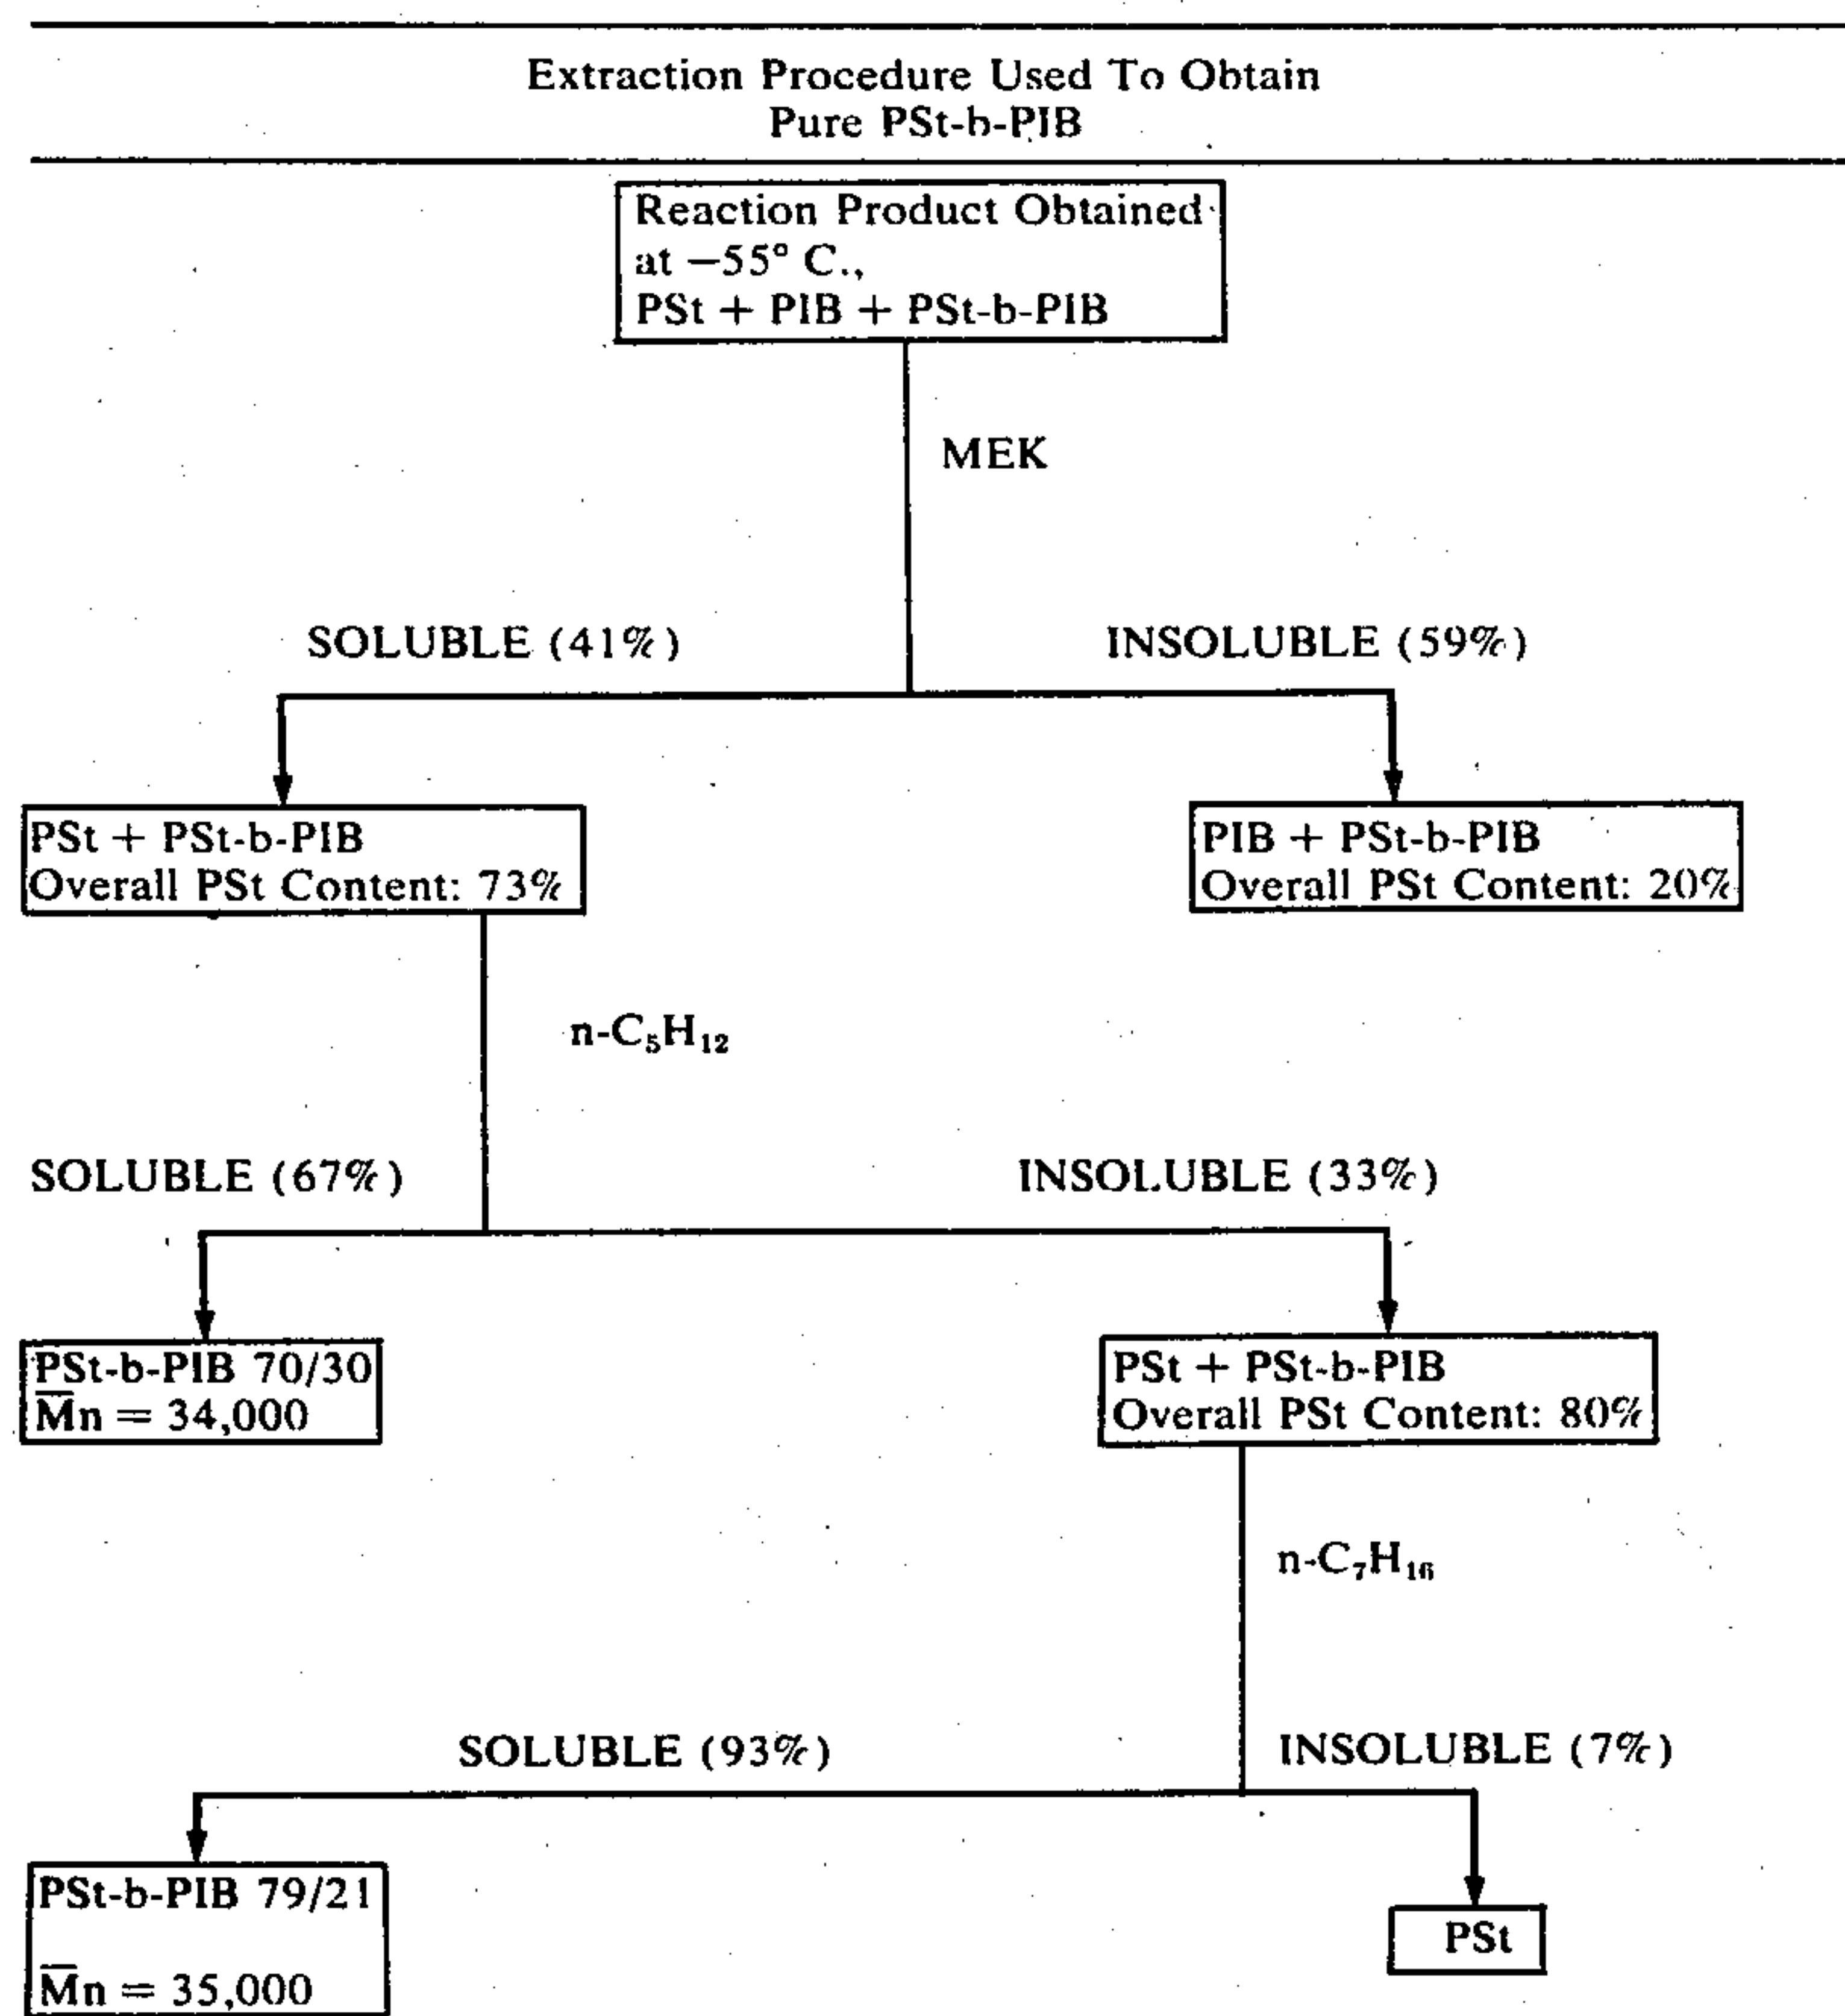 Extraction Procedure Used To Obtain
Pure PSt-b-PIB
Reaction Product Obtained
at −55° C.,
PSt + PIB + PSt-b-PIB
MEK
SOLUBLE (41%)
INSOLUBLE (59%)
PSt + PSt-b-PIB
Overall PSt Content: 73%
PIB + PSt-b-PIB
Overall PSt Content: 20%
n-C₅H₁₂
SOLUBLE (67%)
INSOLUBLE (33%)
PSt-b-PIB 70/30
M̅n = 34,000
PSt + PSt-b-PIB
Overall PSt Content: 80%
n-C₇H₁₆
SOLUBLE (93%)
INSOLUBLE (7%)
PSt-b-PIB 79/21
M̅n = 35,000
PSt